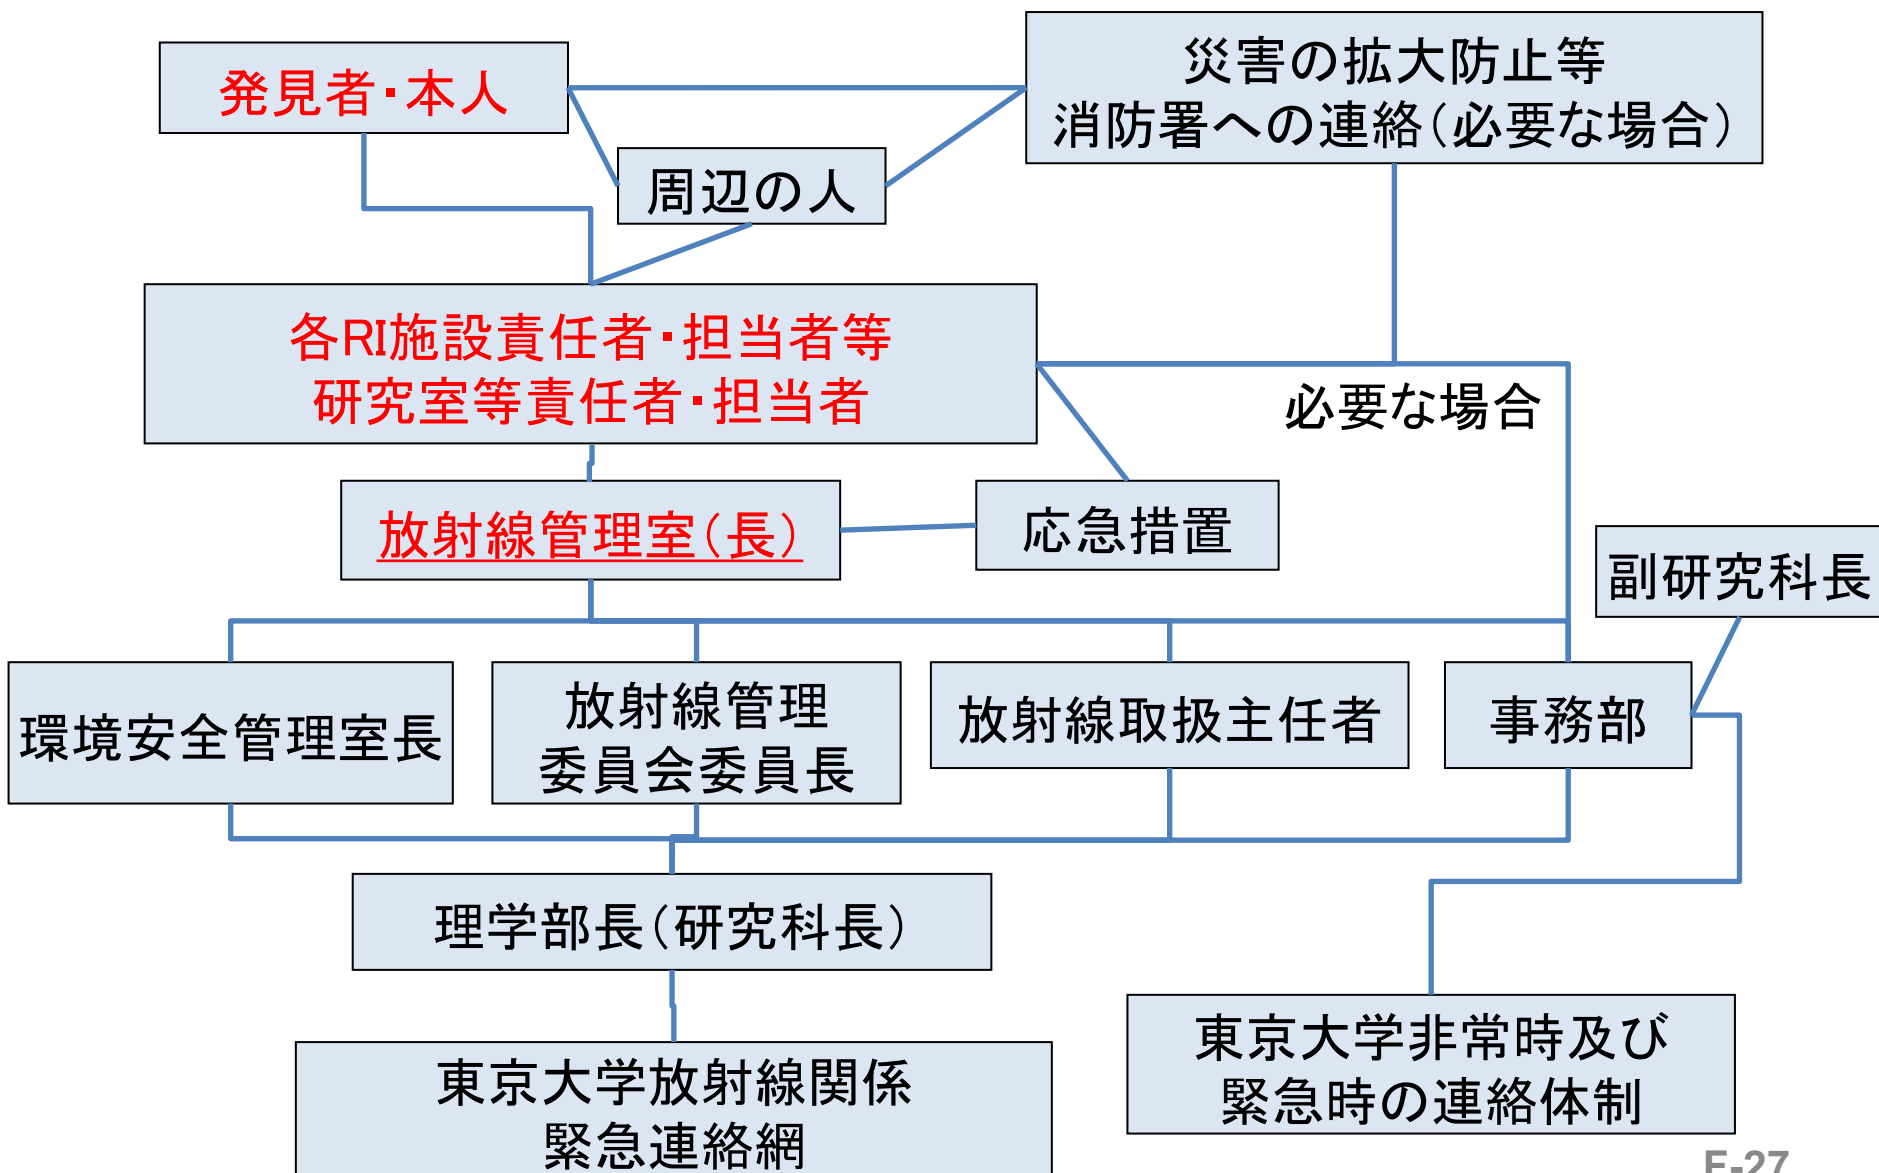 発見者・本人
災害の拡大防止等
消防署への連絡(必要な場合)
周辺の人
各RI施設責任者・担当者等
研究室等責任者・担当者
必要な場合
放射線管理室(長)
応急措置
副研究科長
環境安全管理室長
放射線管理
委員会委員長
放射線取扱主任者
事務部
理学部長(研究科長)
東京大学非常時及び
緊急時の連絡体制
東京大学放射線関係
緊急連絡網
F-27